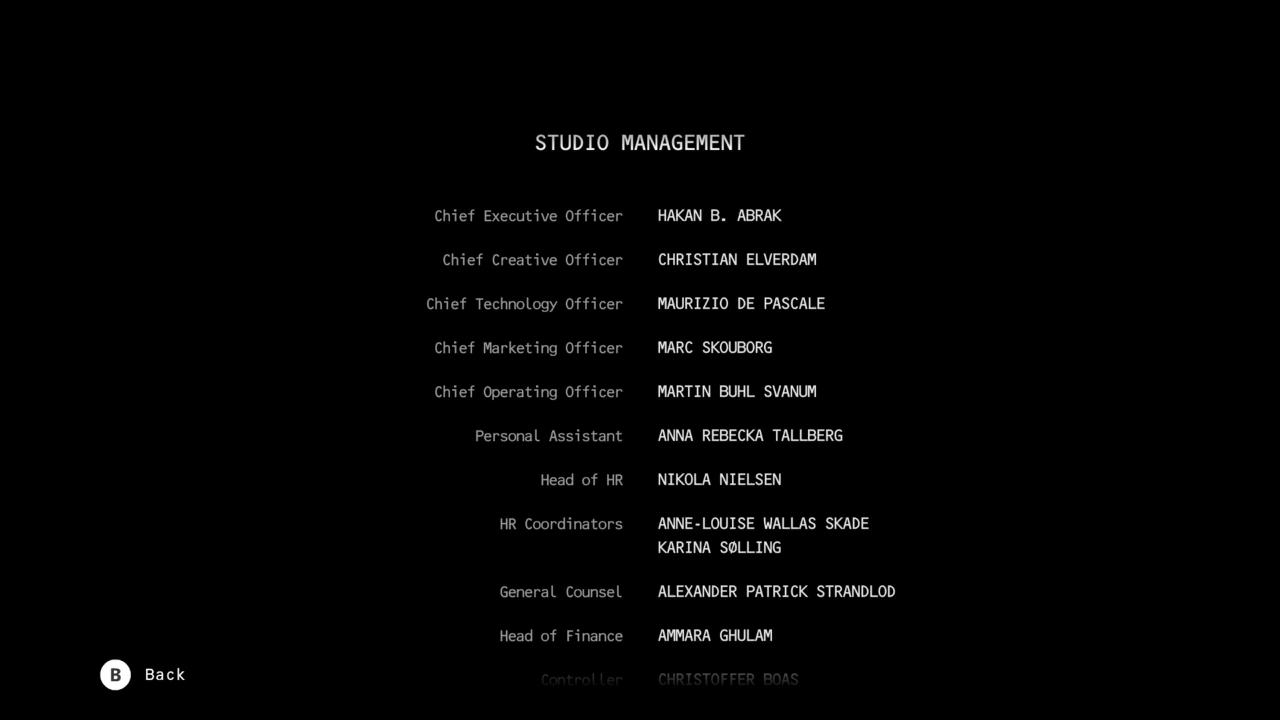 STUDIO MANAGEMENT
Chief Executive Officer HAKAN B. ABRAK
Chief Creative Officer CHRISTIAN ELVERDAM
Chief Technology Officer MAURIZIO DE PASCALE
Chief Marketing Officer MARC SKOUBORG
Chief Operating Officer MARTIN BUHL SVANUM
Personal Assistant ANNA REBECKA TALLBERG
Head of HR NIKOLA NIELSEN
HR Coordinators ANNE-LOUISE WALLAS SKADE
KARINA SØLLING
General Counsel ALEXANDER PATRICK STRANDLOD
Head of Finance AMMARA GHULAM
Controller CHRISTOFFER BOAS
B Back